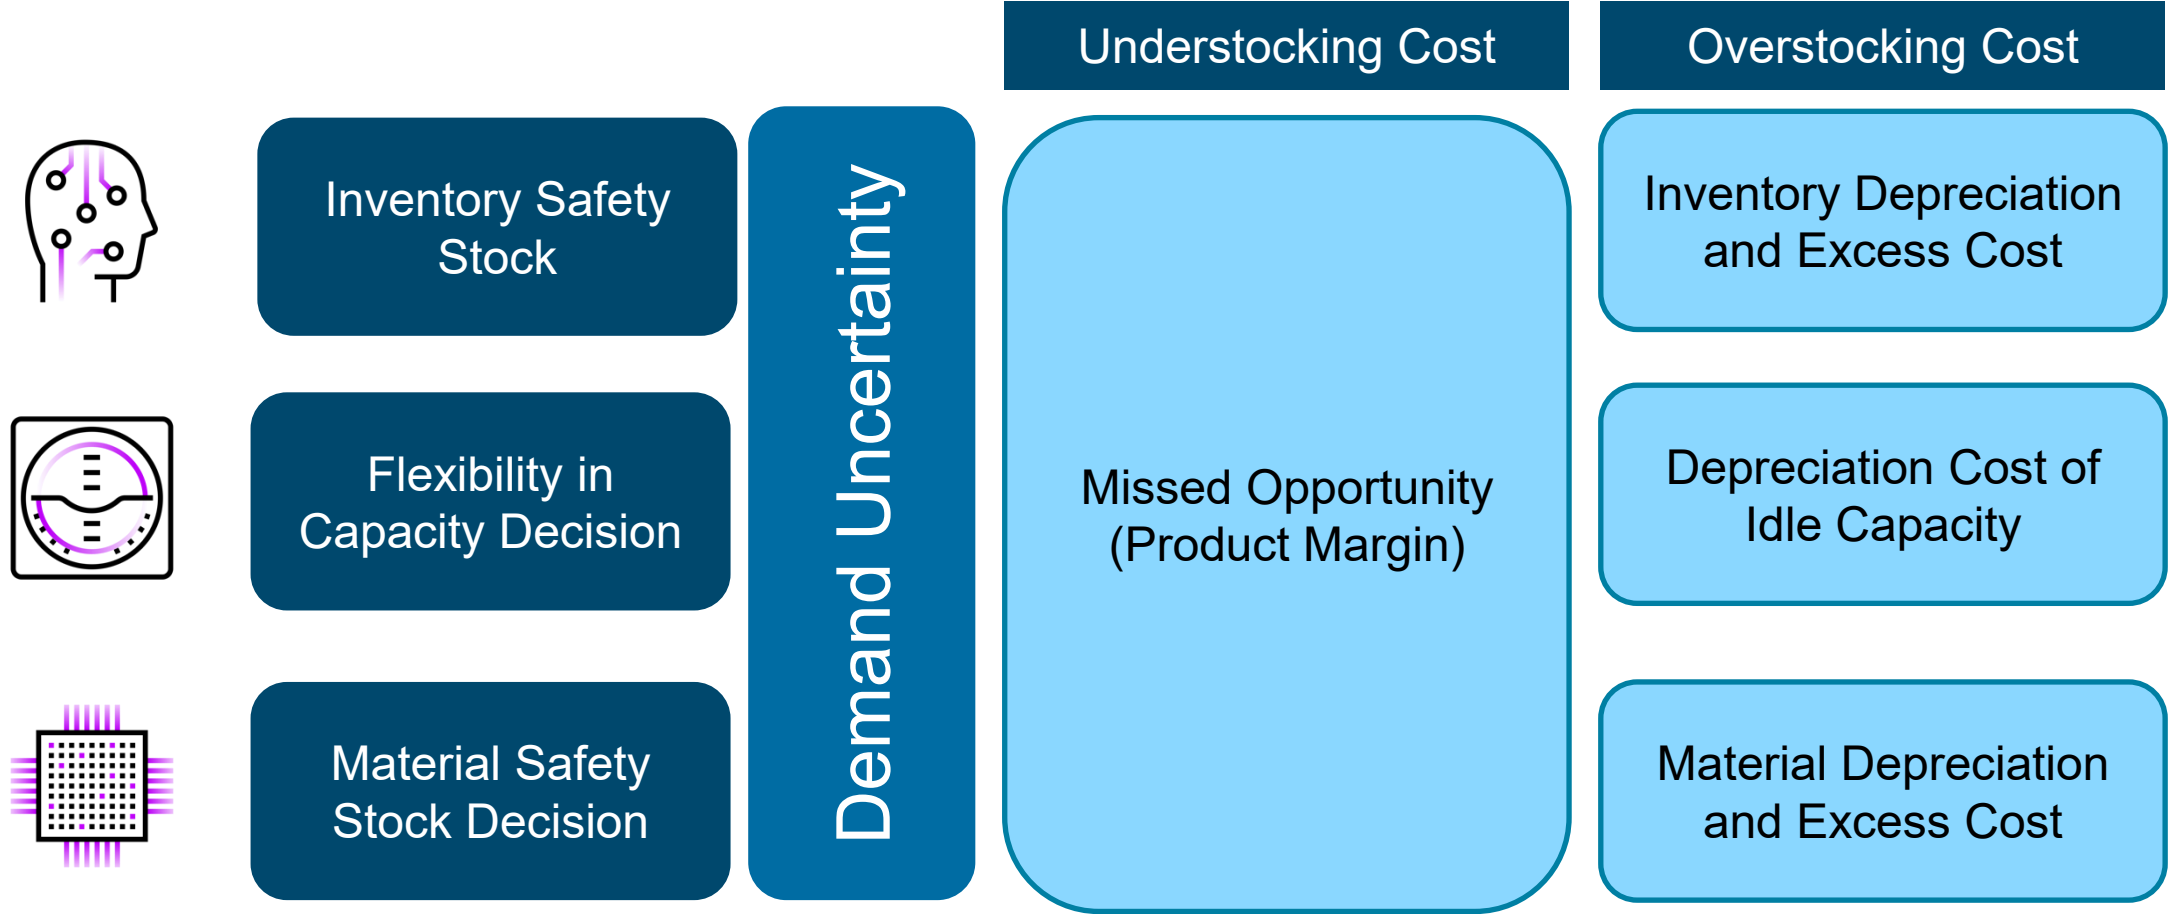 Understocking Cost
Overstocking Cost
Inventory Safety
Stock
Flexibility in
Capacity Decision
Material Safety
Stock Decision
Demand Uncertainty
Missed Opportunity
(Product Margin)
Inventory Depreciation
and Excess Cost
Depreciation Cost of
Idle Capacity
Material Depreciation
and Excess Cost